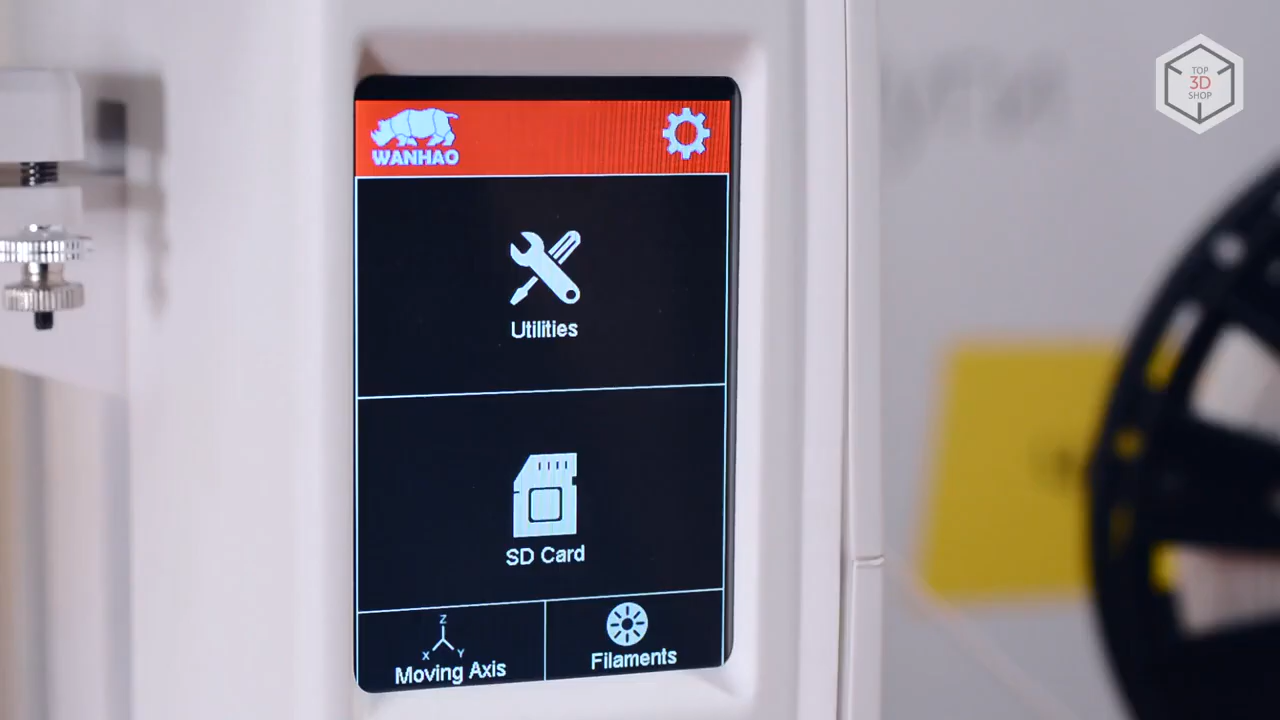 WANHAO
TOP
3D
SHOP
Utilities
SD Card
Z
X
Y
Moving Axis
Filaments